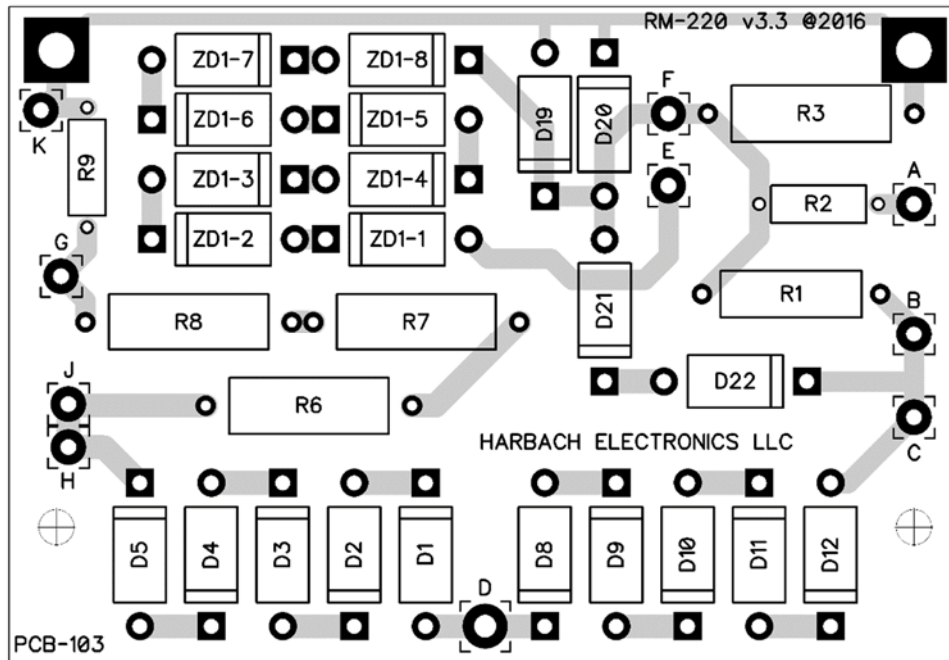 RM-220 v3.3 @2016
ZD1-7
ZD1-8
F
R3
K
ZD1-6
ZD1-5
D19
D20
E
R9
ZD1-3
ZD1-4
A
R2
G
ZD1-2
ZD1-1
D21
R1
B
R8
R7
J
R6
D22
H
HARBACH ELECTRONICS LLC
C
D5
D4
D3
D2
D1
D8
D9
D10
D11
D12
D
PCB-103